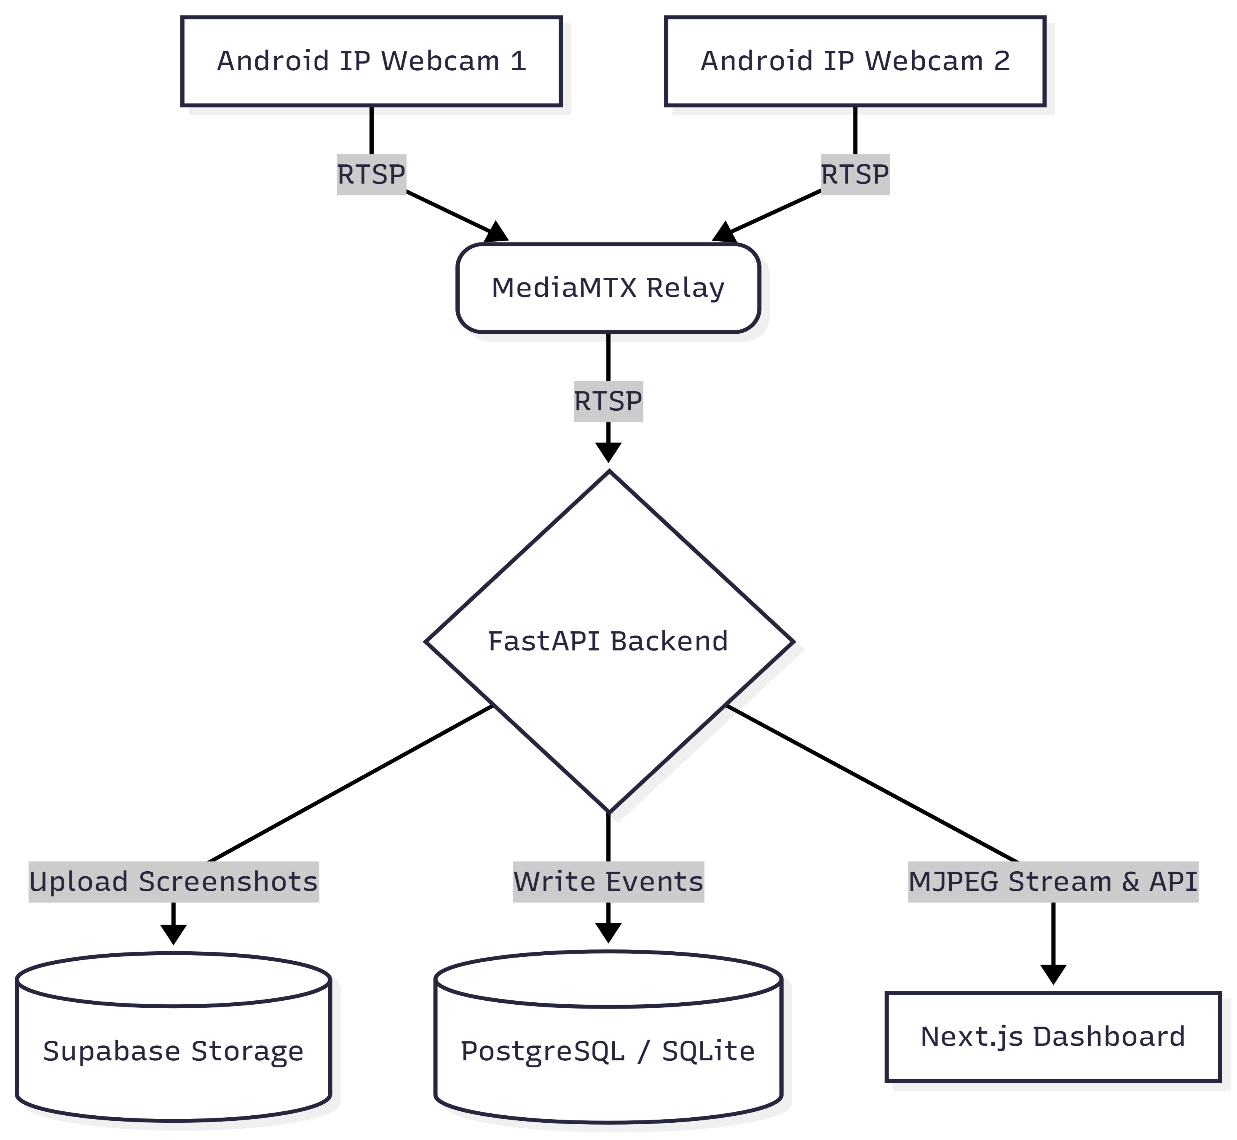 Android IP Webcam 1
Android IP Webcam 2
RTSP
RTSP
MediaMTX Relay
RTSP
FastAPI Backend
Upload Screenshots
Write Events
MJPEG Stream & API
Supabase Storage
PostgreSQL / SQLite
Next.js Dashboard